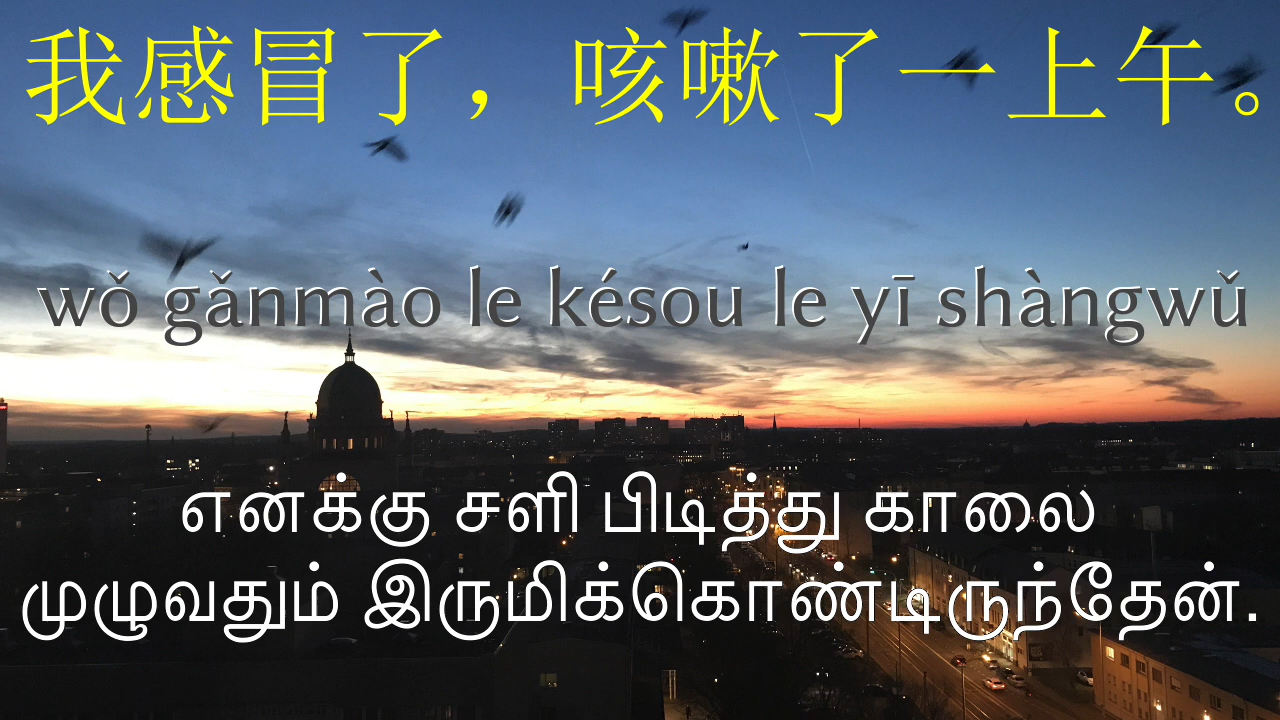 我感冒了，咳嗽了一上午。
wǒ gǎnmào le késou le yī shàngwǔ
எனக்கு சளி பிடித்து காலை
முழுவதும் இருமிக்கொண்டிருந்தேன்.